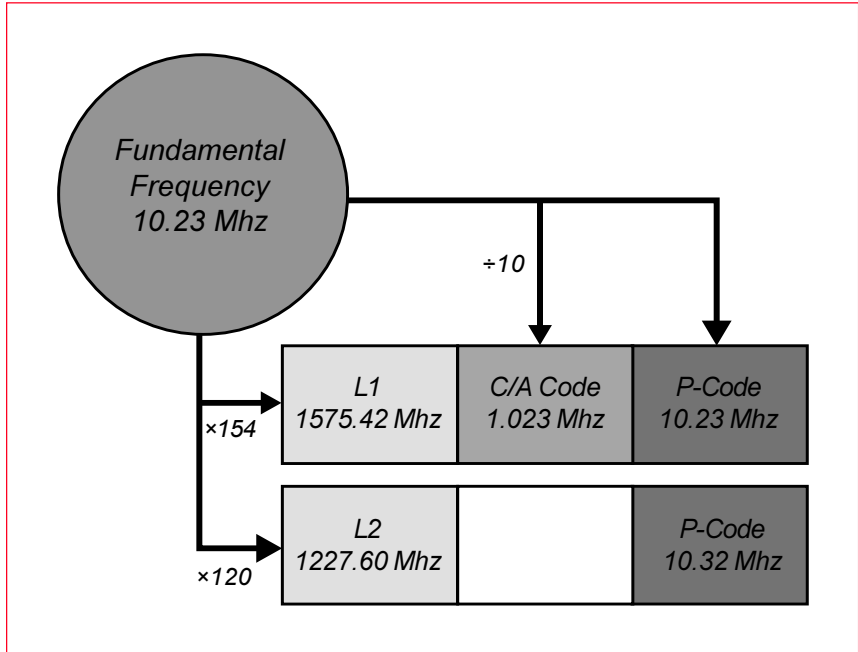 Fundamental
Frequency
10.23 Mhz
÷10
L1
1575.42 Mhz
C/A Code
1.023 Mhz
P-Code
10.23 Mhz
×154
L2
1227.60 Mhz
P-Code
10.32 Mhz
×120